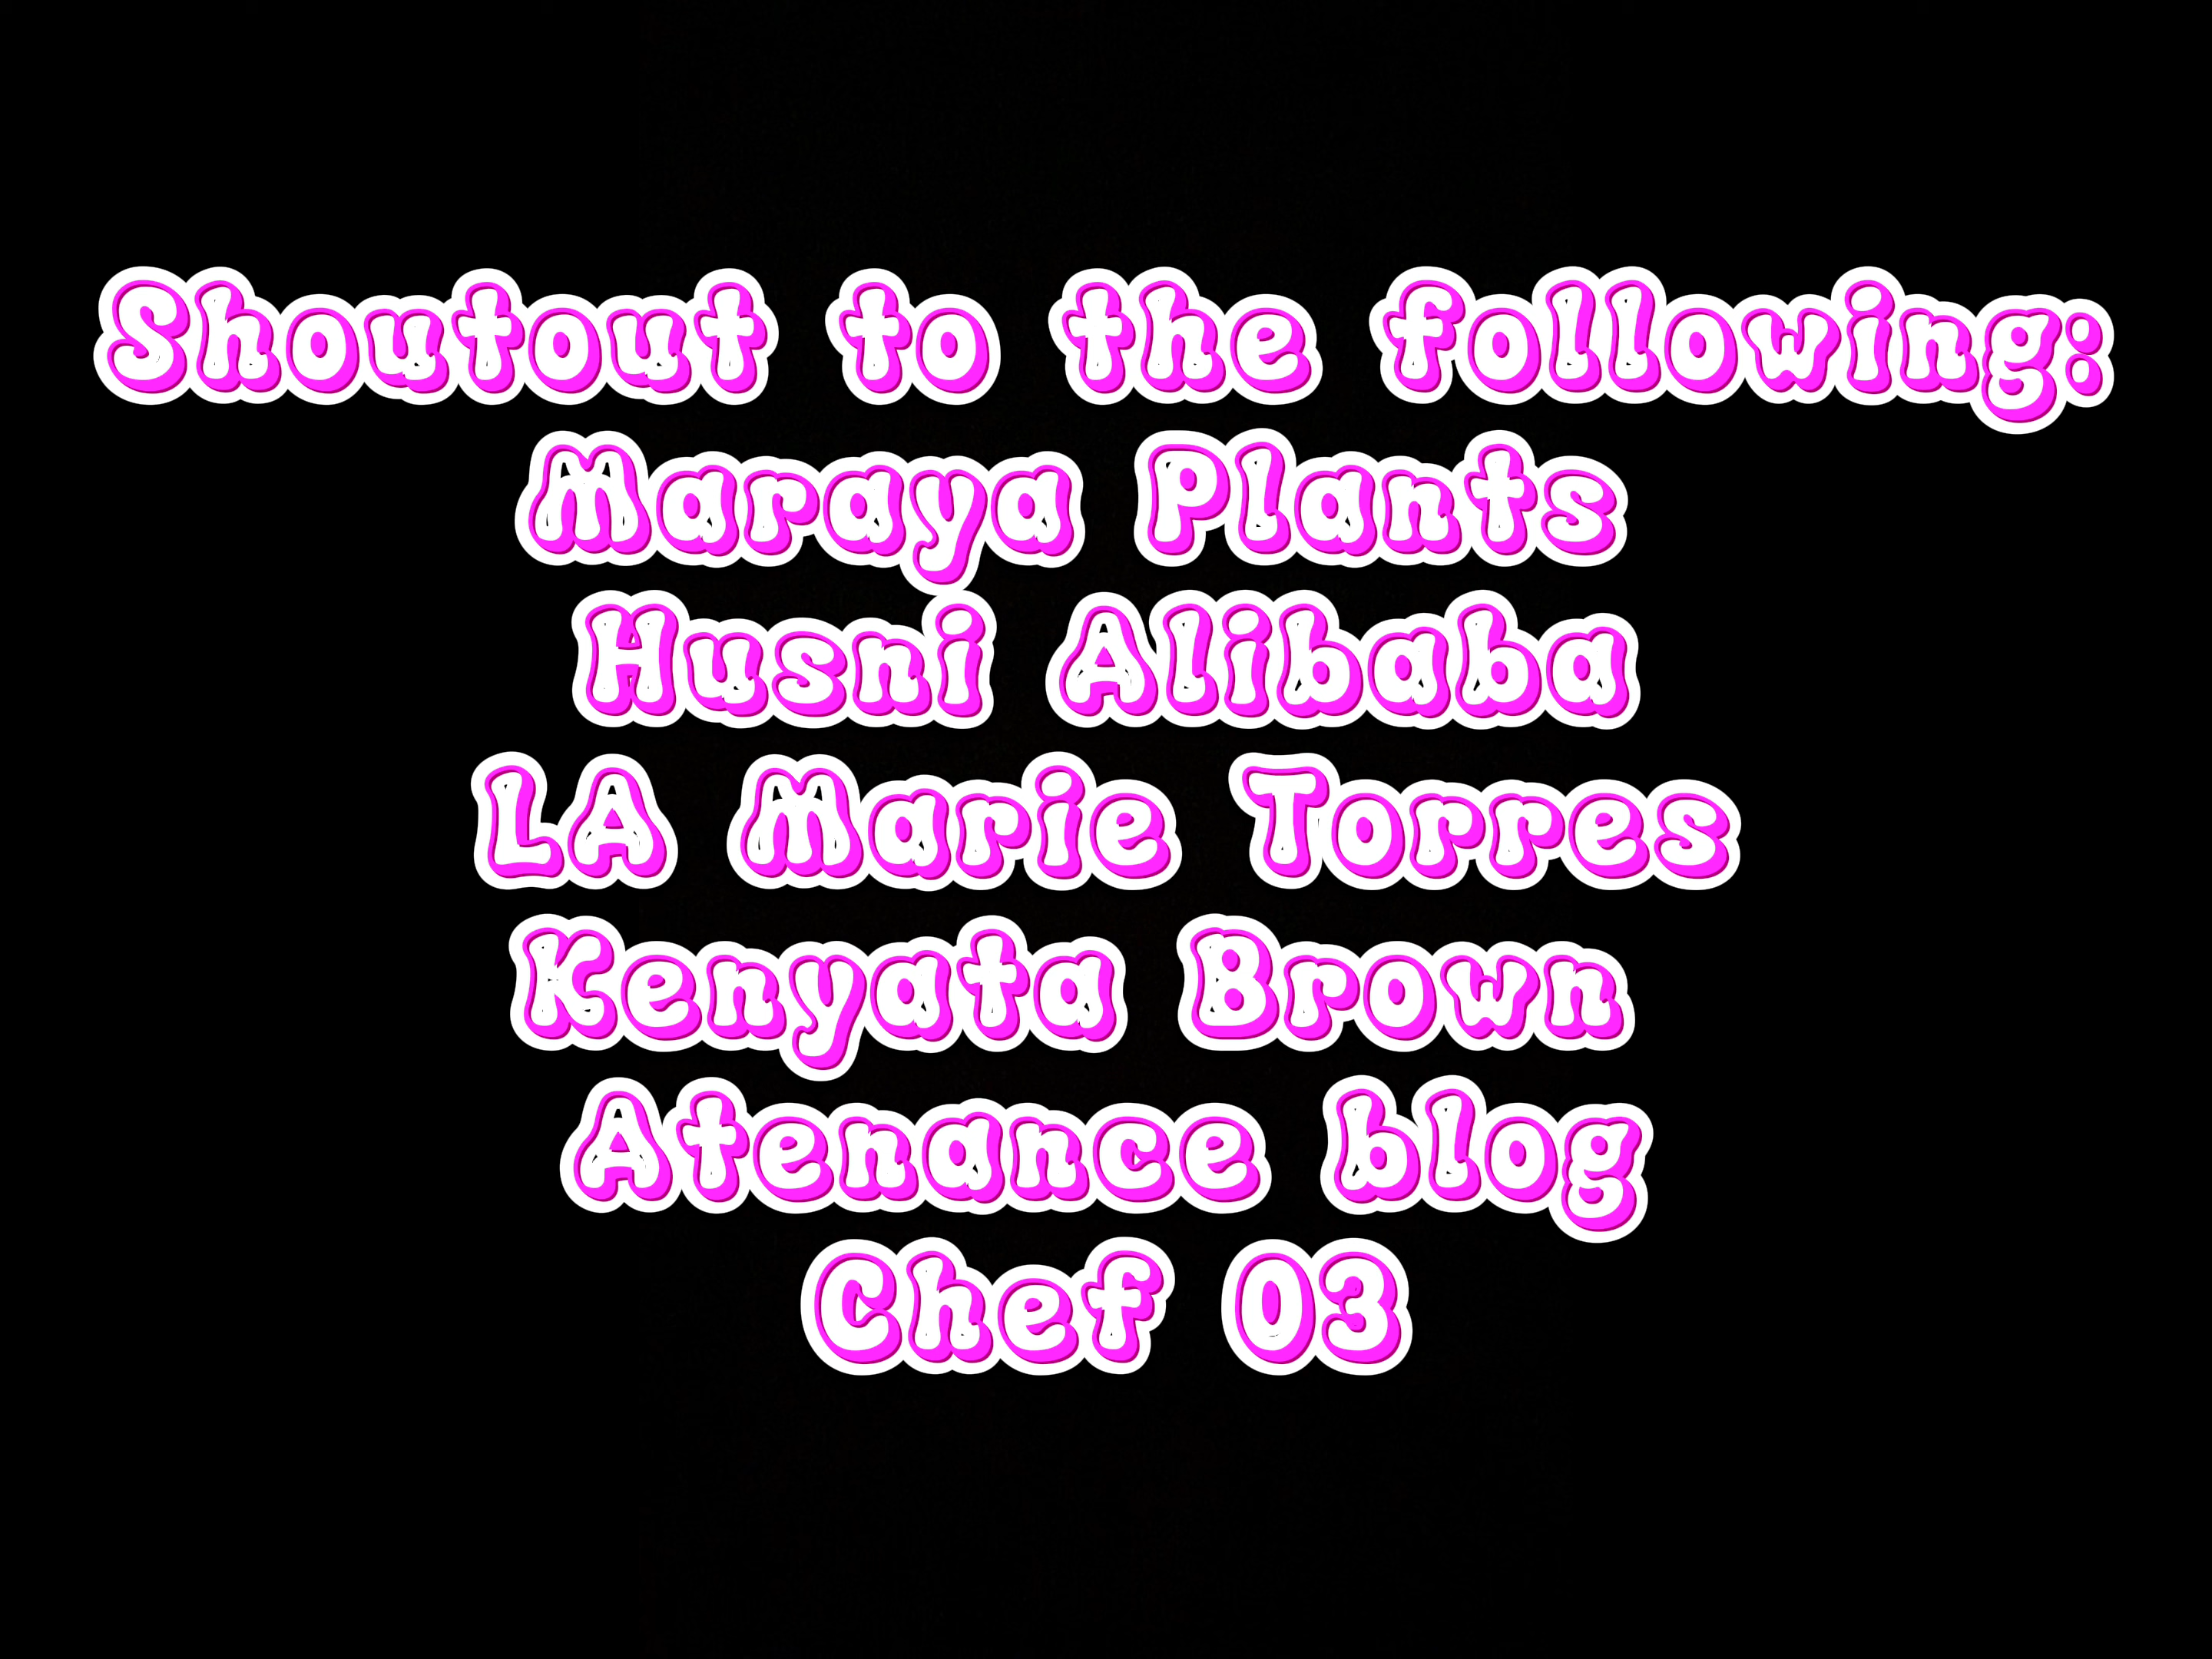 Shoutout to the following:
Maraya Plants
Husni Alibaba
LA Marie Torres
Kenyata Brown
Atenance blog
Chef 03